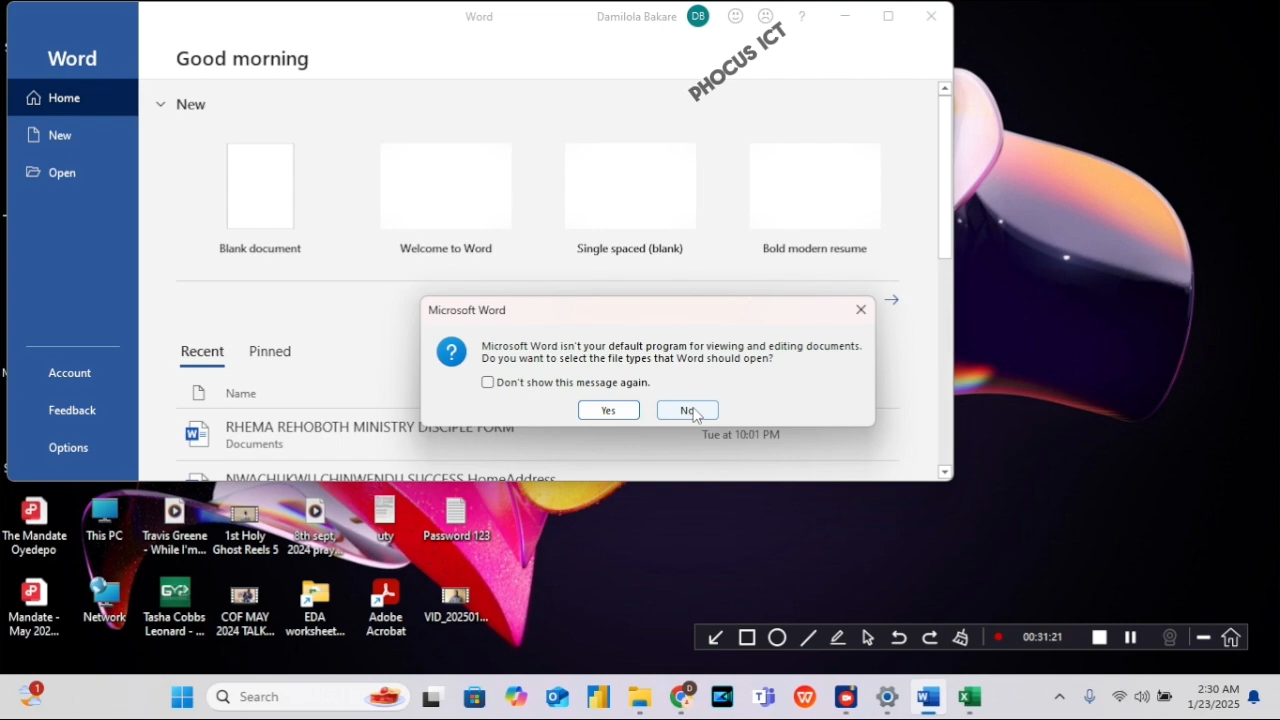 Word
Damilola Bakare
DB
?
PHOCUS ICT
Word
Good morning
Home
New
Open
Account
Feedback
Options
New
Blank document
Welcome to Word
Single spaced (blank)
Bold modern resume
Recent
Pinned
Name
RHEMA REHOBOTH MINISTRY DISCIPLE FORM
Documents
Tue at 10:01 PM
NWACHUKWU CHINWENDU SUCCESS HomeAddress
Microsoft Word
?
Microsoft Word isn't your default program for viewing and editing documents.
Do you want to select the file types that Word should open?
Don't show this message again.
Yes
No
The Mandate
Oyedepo
This PC
Travis Greene
- While I'm...
1st Holy
Ghost Reels 5
8th sept,
2024 pray...
uty
Password 123
Mandate -
May 202...
Network
Tasha Cobbs
Leonard - ...
COF MAY
2024 TALK...
EDA
worksheet...
Adobe
Acrobat
VID_202501...
00:31:21
1
Search
D
2:30 AM
1/23/2025